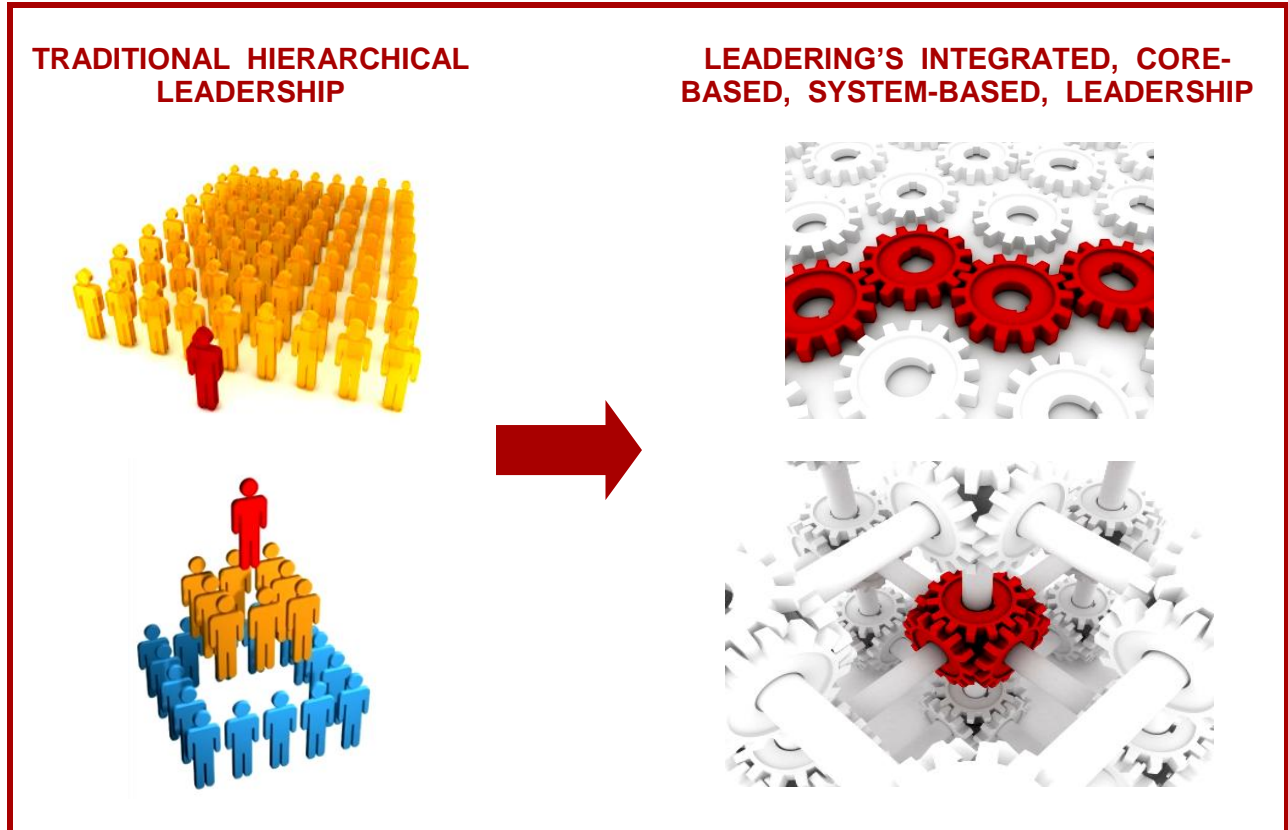 TRADITIONAL HIERARCHICAL
LEADERSHIP
LEADERING’S INTEGRATED, CORE-
BASED, SYSTEM-BASED, LEADERSHIP